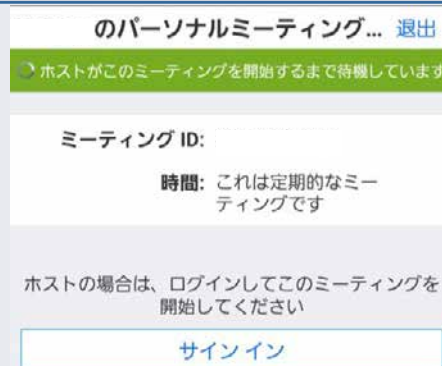 のパーソナルミーティング... 退出
ホストがこのミーティングを開始するまで待機しています
ミーティング ID:
時間: これは定期的なミー
ティングです
ホストの場合は、ログインしてこのミーティングを
開始してください
サイン イン